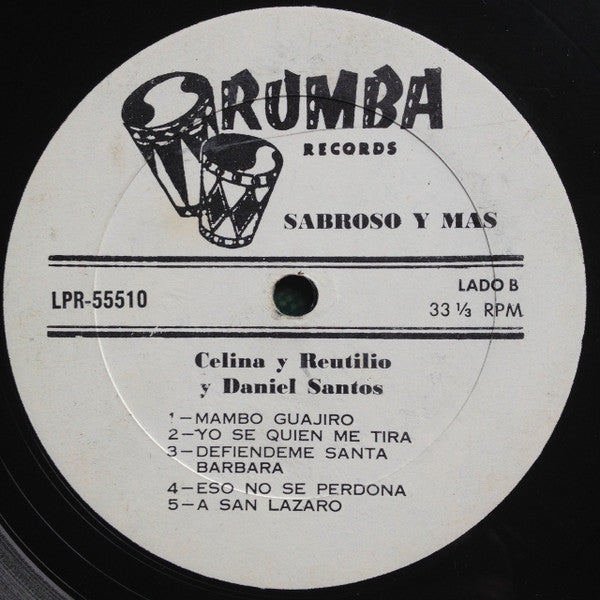 RUMBA
RECORDS
SABROSO Y MAS
LPR-55510
LADO B
33 ⅓ RPM
Celina y Reutilio
y Daniel Santos
1—MAMBO GUAJIRO
2—YO SE QUIEN ME TIRA
3—DEFIENDEME SANTA
BARBARA
4—ESO NO SE PERDONA
5—A SAN LAZARO